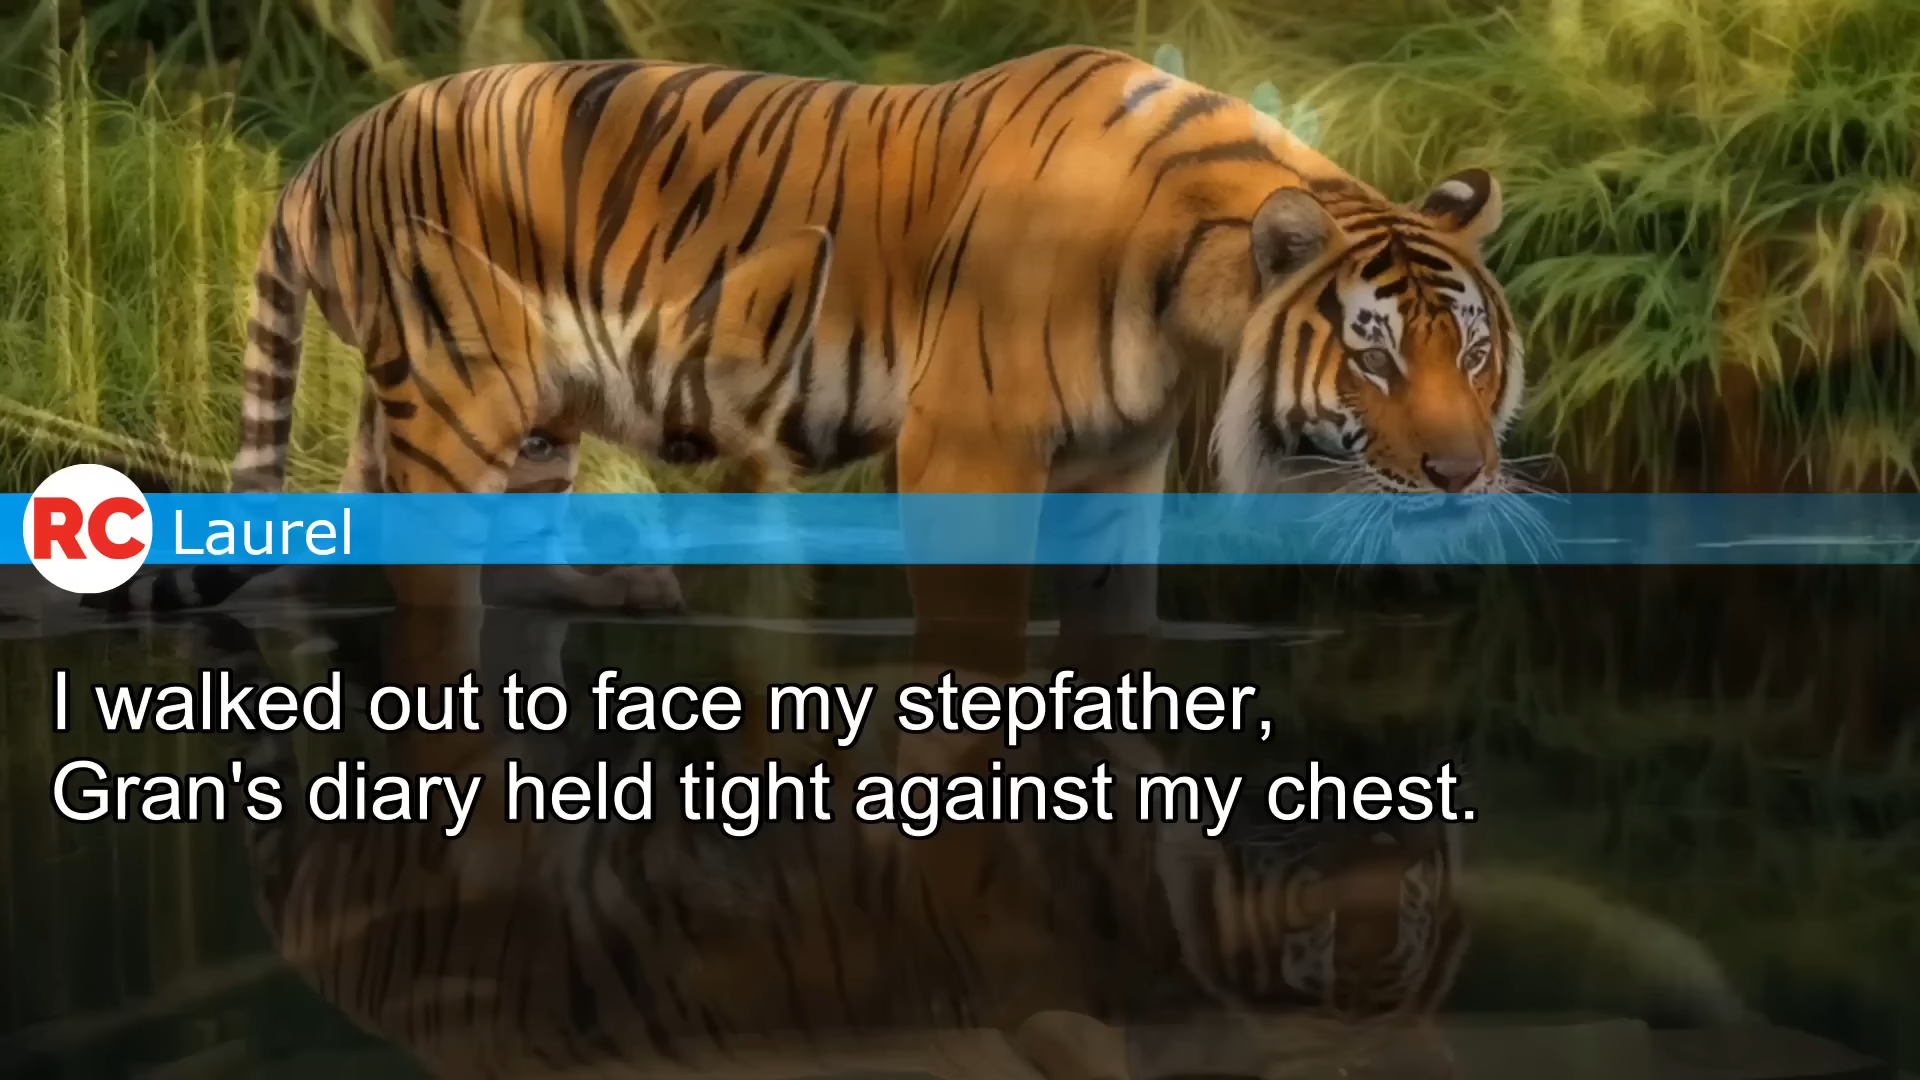 RC Laurel
I walked out to face my stepfather,
Gran's diary held tight against my chest.